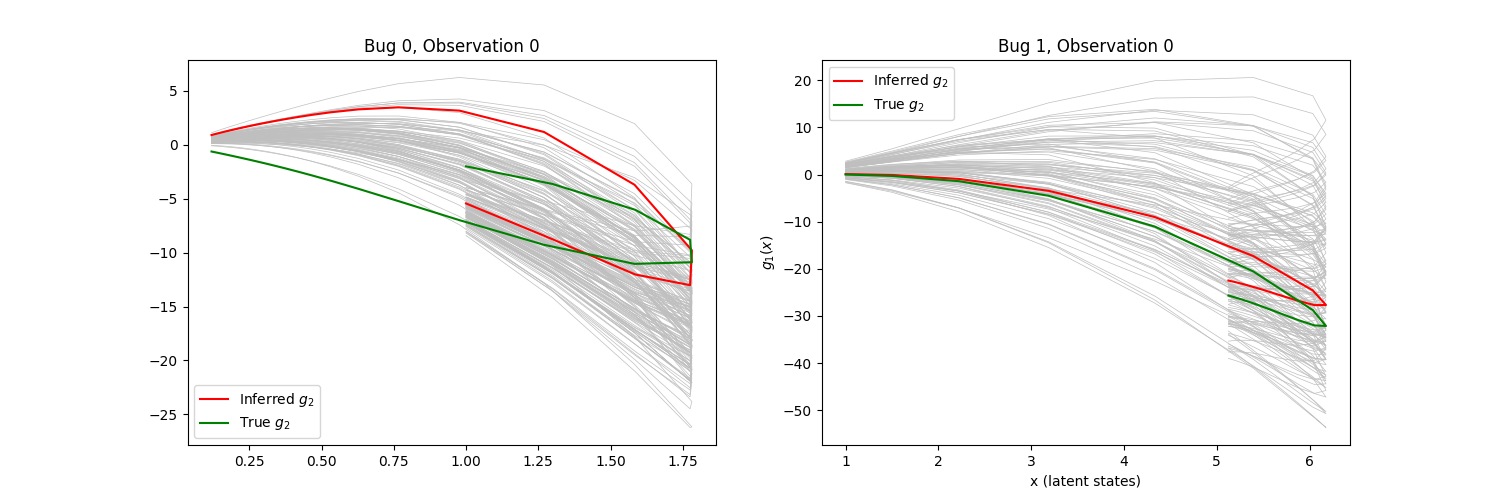 Bug 0, Observation 0
5
0
−5
−10
−15
−20
−25
Inferred g₂
True g₂
0.25 0.50 0.75 1.00 1.25 1.50 1.75
Bug 1, Observation 0
Inferred g₂
True g₂
20
10
0
−10
−20
−30
−40
−50
g₁(x)
1 2 3 4 5 6
x (latent states)